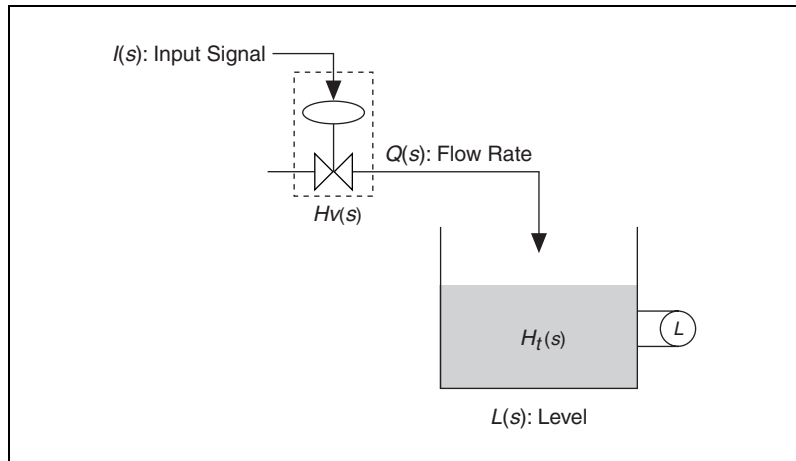 I(s): Input Signal
Q(s): Flow Rate
Hv(s)
Ht(s)
L
L(s): Level